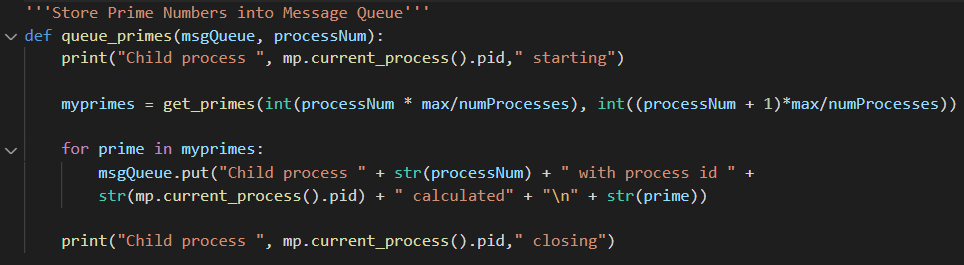 '''Store Prime Numbers into Message Queue'''
def queue_primes(msgQueue, processNum):
    print("Child process ", mp.current_process().pid," starting")
    myprimes = get_primes(int(processNum * max/numProcesses), int((processNum + 1)*max/numProcesses))
    for prime in myprimes:
        msgQueue.put("Child process " + str(processNum) + " with process id " +
        str(mp.current_process().pid) + " calculated" + "\n" + str(prime))
    print("Child process ", mp.current_process().pid," closing")